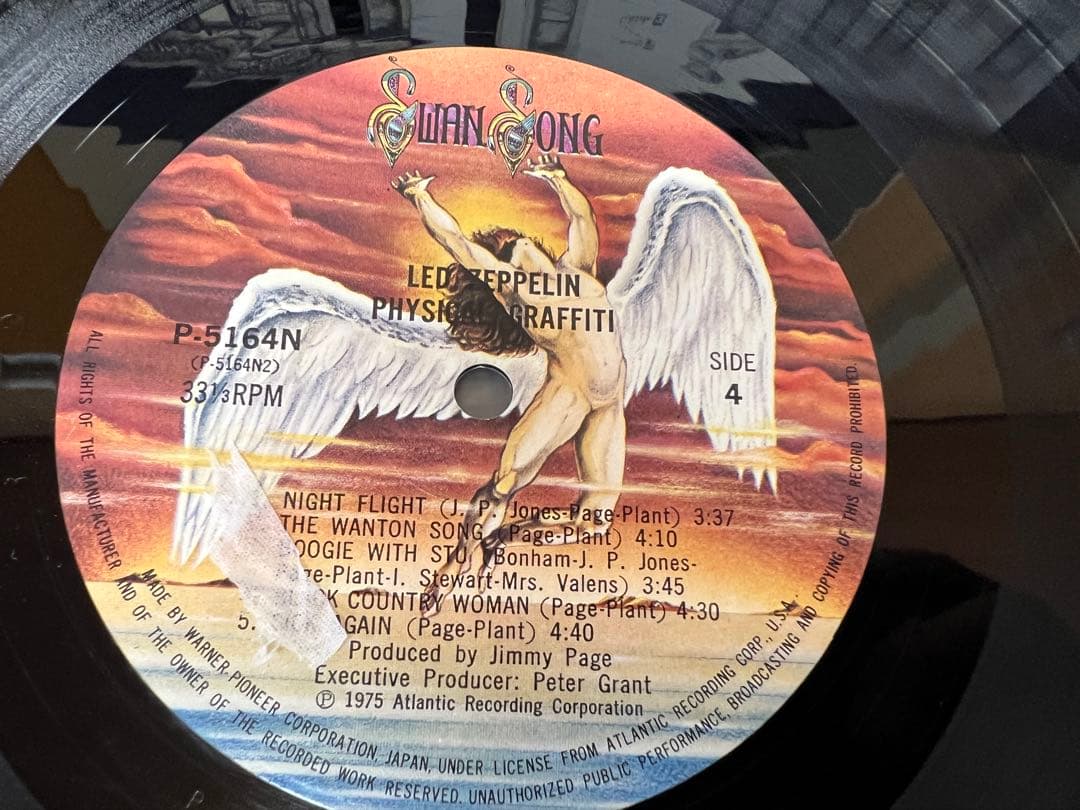 SWAN SONG
LED ZEPPELIN
PHYSICAL GRAFFITI
P-5164N
(P-5164N2)
33⅓RPM
SIDE
4
NIGHT FLIGHT (J. P. Jones-Page-Plant) 3:37
THE WANTON SONG (Page-Plant) 4:10
OOGIE WITH STU (Bonham-J. P. Jones-
ge-Plant-I. Stewart-Mrs. Valens) 3:45
K COUNTRY WOMAN (Page-Plant) 4:30
5. AGAIN (Page-Plant) 4:40
Produced by Jimmy Page
Executive Producer: Peter Grant
Ⓟ 1975 Atlantic Recording Corporation
MADE BY WARNER-PIONEER CORPORATION, JAPAN, UNDER LICENSE FROM ATLANTIC RECORDING CORP., U.S.A.
ALL RIGHTS OF THE MANUFACTURER AND OF THE OWNER OF THE RECORDED WORK RESERVED. UNAUTHORIZED PUBLIC PERFORMANCE, BROADCASTING AND COPYING OF THIS RECORD PROHIBITED.